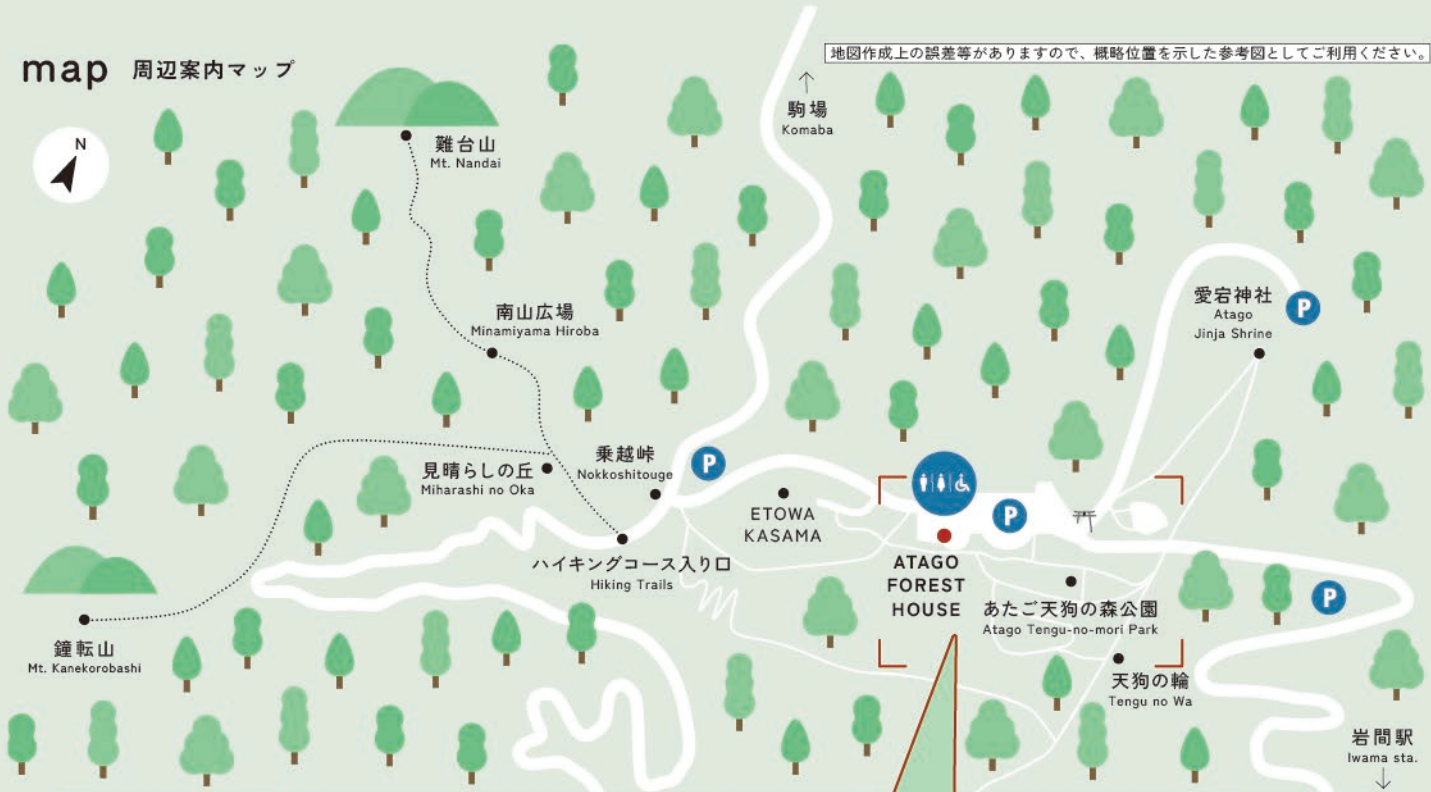 map 周辺案内マップ
地図作成上の誤差等がありますので、概略位置を示した参考図としてご利用ください。
N
駒場
Komaba
難台山
Mt. Nandai
南山広場
Minamiyama Hiroba
愛宕神社
Atago
Jinja Shrine
P
見晴らしの丘
Miharashi no Oka
乗越峠
Nokkoshitouge
P
ETOWA
KASAMA
P
ハイキングコース入り口
Hiking Trails
ATAGO
FOREST
HOUSE
あたご天狗の森公園
Atago Tengu-no-mori Park
P
鐘転山
Mt. Kanekorobashi
天狗の輪
Tengu no Wa
岩間駅
Iwama sta.